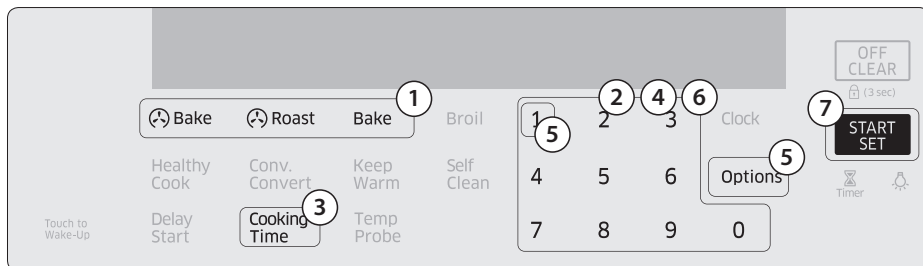 OFF
CLEAR
(3 sec)
1
2 4 6
7
Bake Roast Bake Broil
1 2 3 Clock
5
START
SET
5
Healthy
Cook
Conv.
Convert
Keep
Warm
Self
Clean
4 5 6 Options
Timer
3
Touch to
Wake-Up
Delay
Start
Cooking
Time
Temp
Probe
7 8 9 0